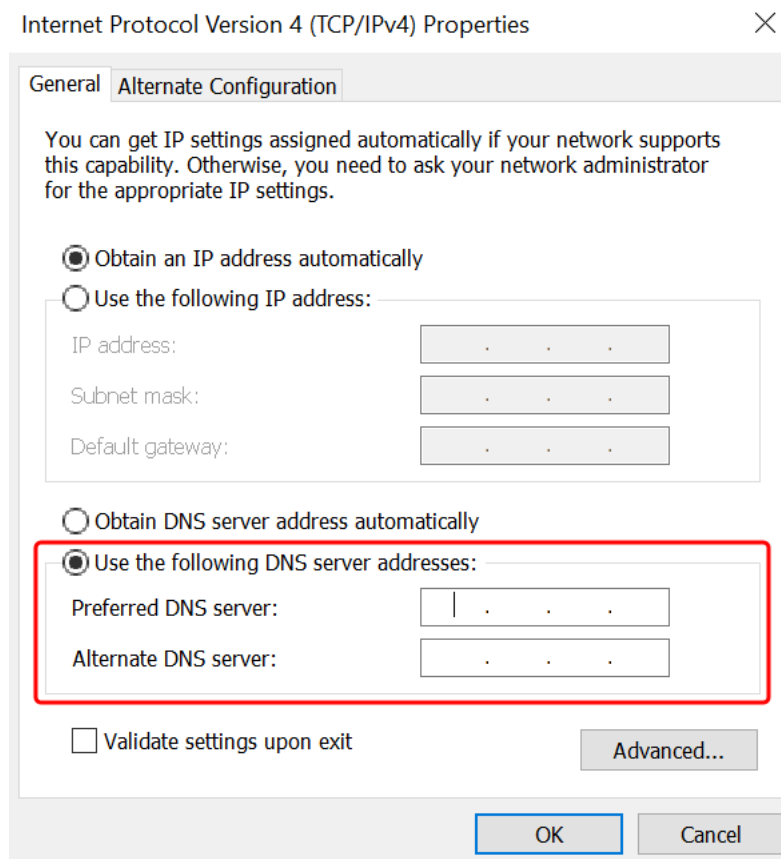 Internet Protocol Version 4 (TCP/IPv4) Properties
General
Alternate Configuration
You can get IP settings assigned automatically if your network supports
this capability. Otherwise, you need to ask your network administrator
for the appropriate IP settings.
Obtain an IP address automatically
Use the following IP address:
IP address:
Subnet mask:
Default gateway:
Obtain DNS server address automatically
Use the following DNS server addresses:
Preferred DNS server:
Alternate DNS server:
Validate settings upon exit
Advanced...
OK
Cancel